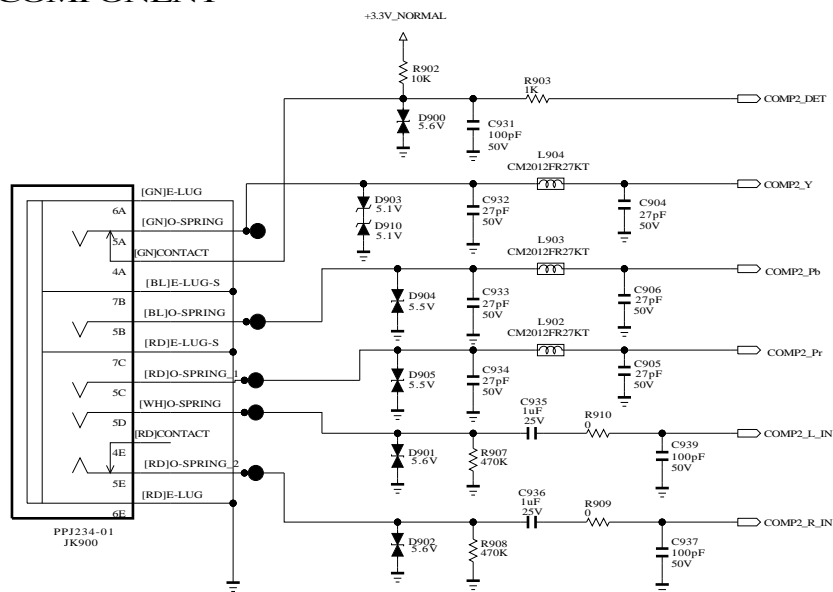 COMPONENT
+3.3V_NORMAL
R902
10K
R903
1K
COMP2_DET
D900
5.6V
C931
100pF
50V
L904
CM2012FR27KT
[GN]E-LUG
6A
COMP2_Y
[GN]O-SPRING
5A
D903
5.1V
D910
5.1V
C932
27pF
50V
C904
27pF
50V
[GN]CONTACT
4A
L903
CM2012FR27KT
COMP2_Pb
[BL]E-LUG-S
7B
[BL]O-SPRING
5B
D904
5.5V
C933
27pF
50V
C906
27pF
50V
L902
CM2012FR27KT
[RD]E-LUG-S
7C
COMP2_Pr
[RD]O-SPRING_1
5C
D905
5.5V
C934
27pF
50V
C905
27pF
50V
[WH]O-SPRING
5D
C935
1uF
25V
R910
0
COMP2_L_IN
[RD]CONTACT
4E
D901
5.6V
R907
470K
C939
100pF
50V
[RD]O-SPRING_2
5E
[RD]E-LUG
6E
C936
1uF
25V
R909
0
COMP2_R_IN
PPJ234-01
JK900
D902
5.6V
R908
470K
C937
100pF
50V